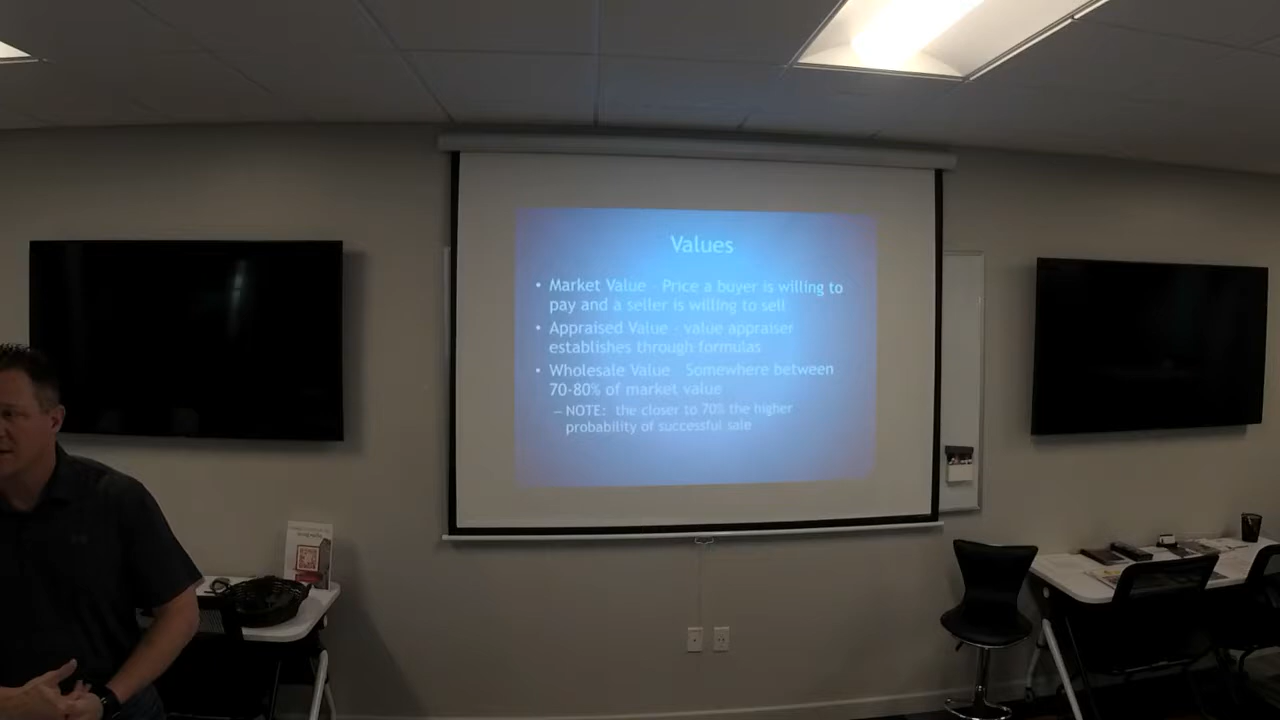 Values
• Market Value - Price a buyer is willing to
pay and a seller is willing to sell
• Appraised Value - value appraiser
establishes through formulas
• Wholesale Value - Somewhere between
70-80% of market value
– NOTE: the closer to 70% the higher
probability of successful sale